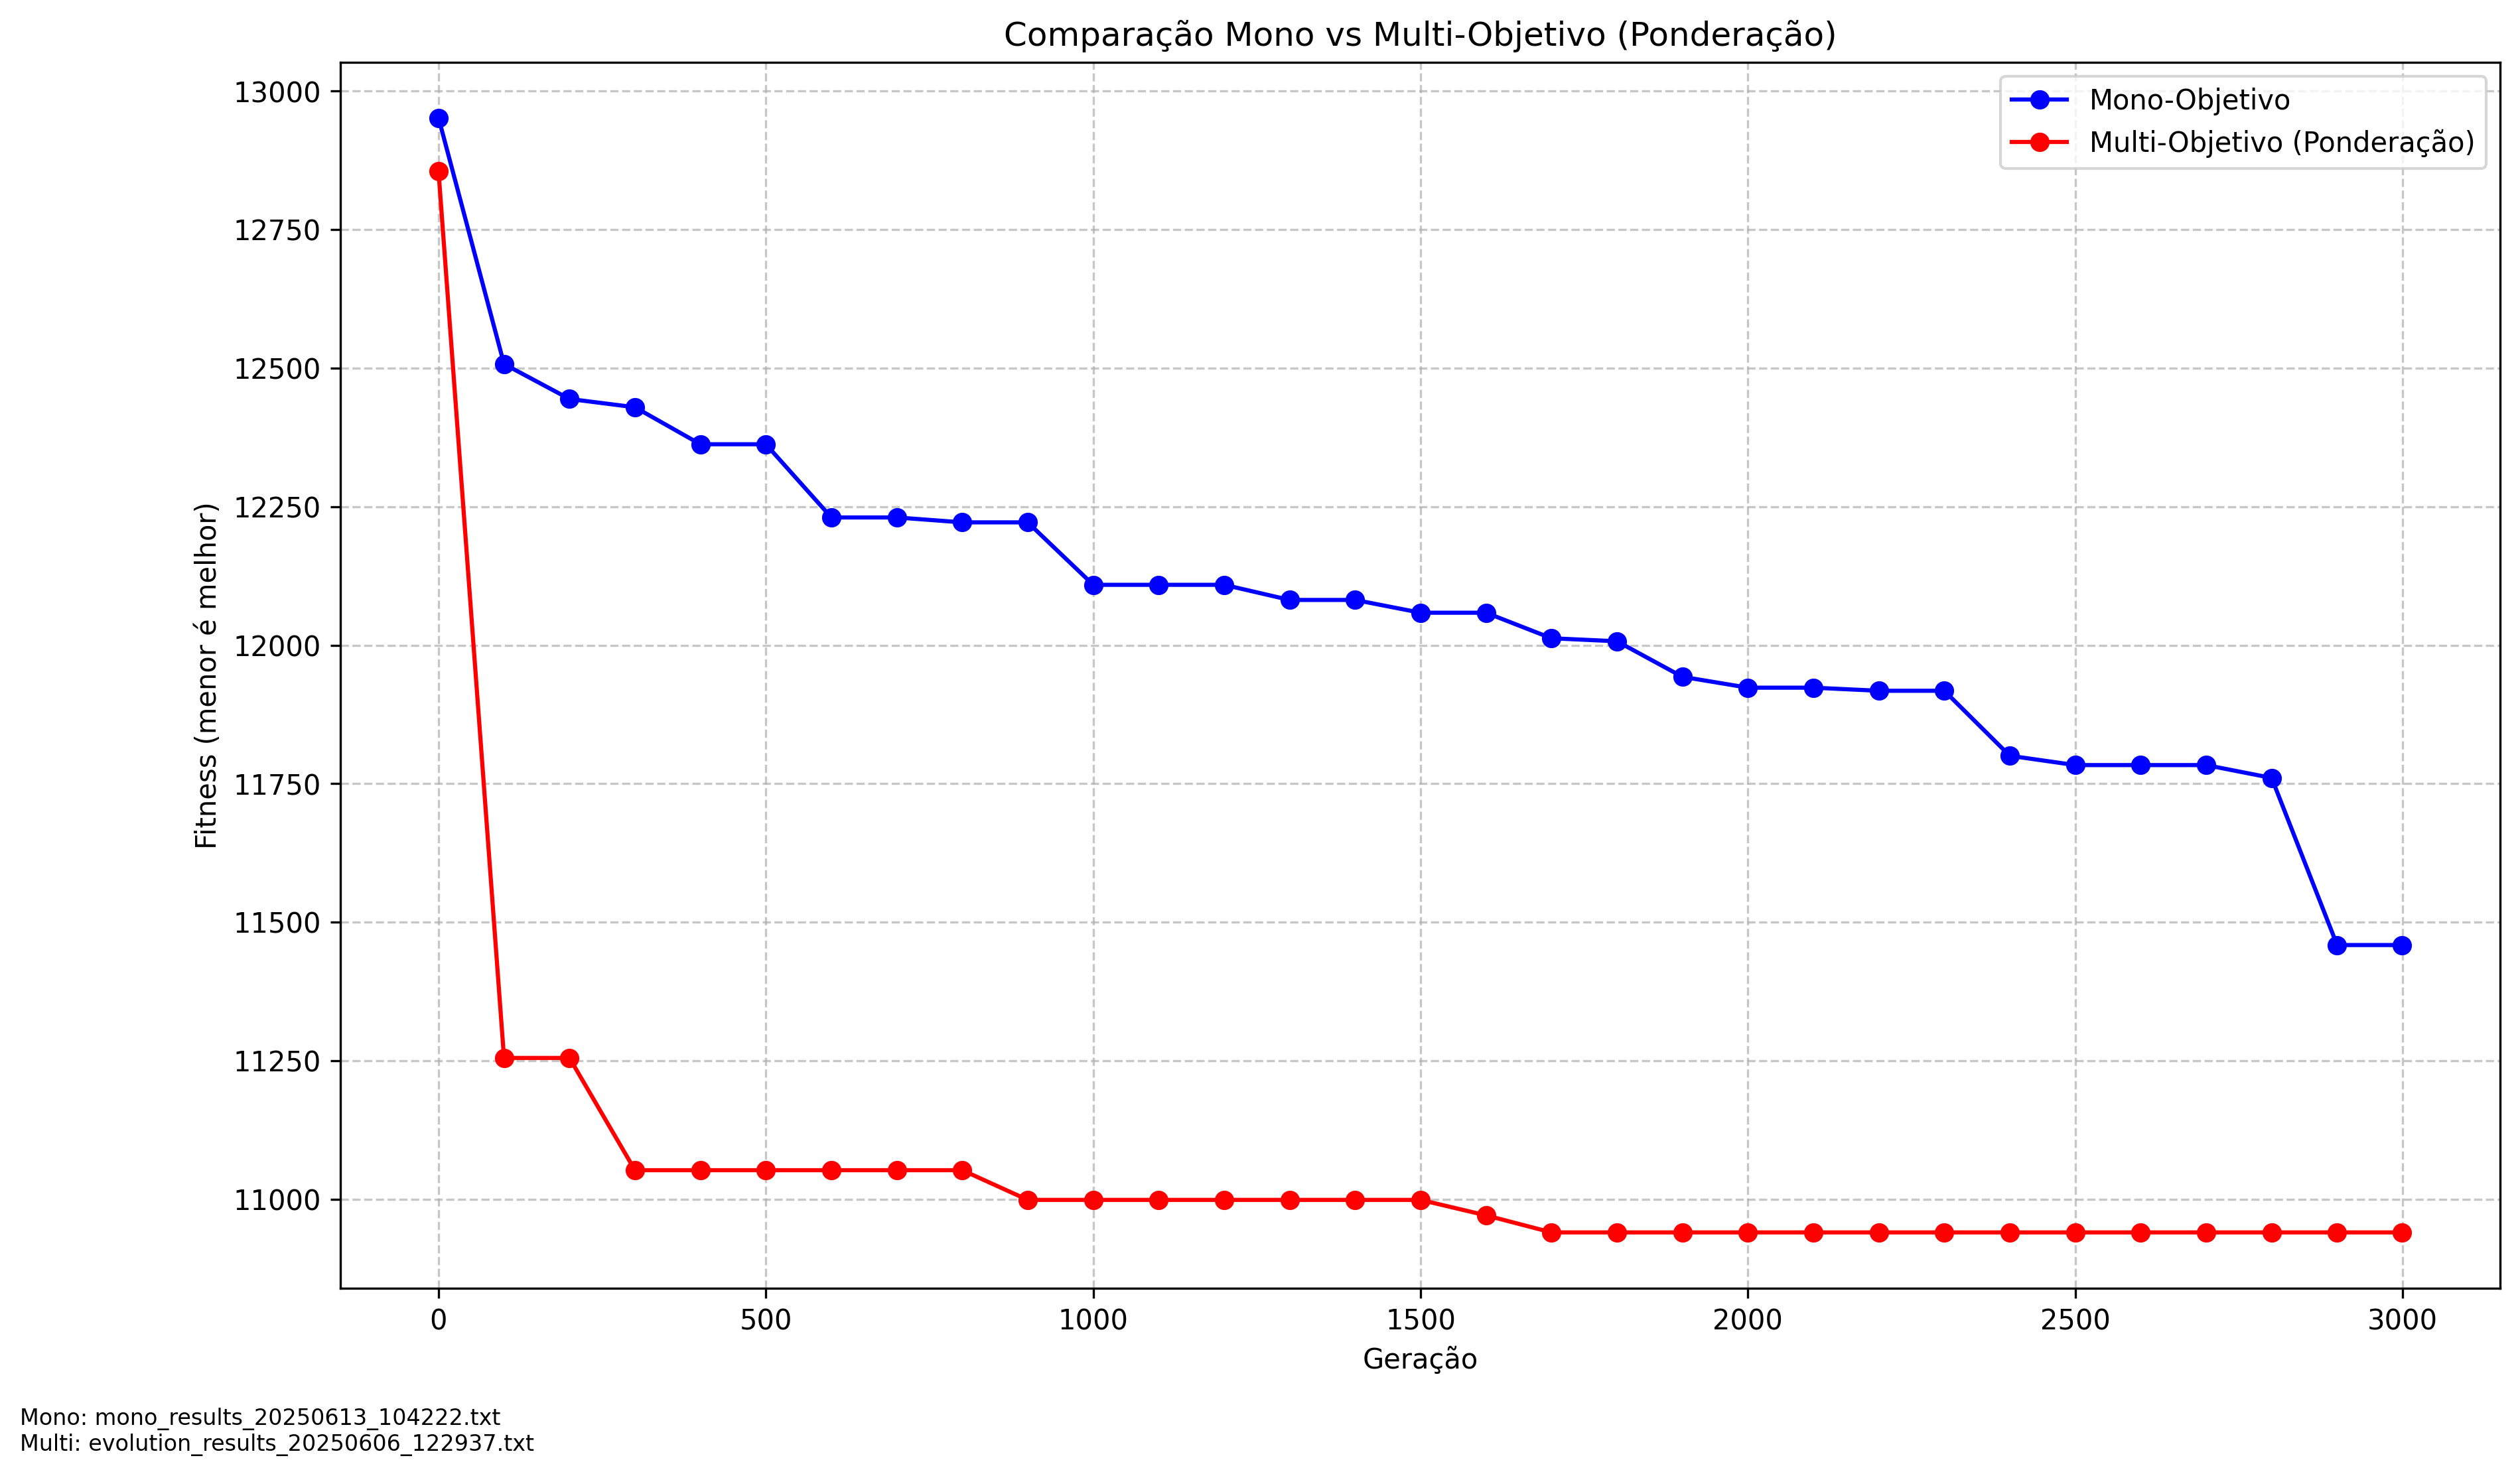 Comparação Mono vs Multi-Objetivo (Ponderação)
Mono-Objetivo
Multi-Objetivo (Ponderação)
Fitness (menor é melhor)
13000
12750
12500
12250
12000
11750
11500
11250
11000
0
500
1000
1500
2000
2500
3000
Geração
Mono: mono_results_20250613_104222.txt
Multi: evolution_results_20250606_122937.txt